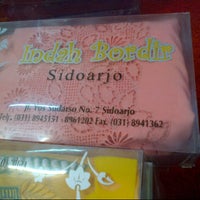 Indah Bordir
Sidoarjo
Jl. Yos Sudarso No. 7 Sidoarjo
Telp. (031) 8945151 - 8961202 Fax. (031) 8941362